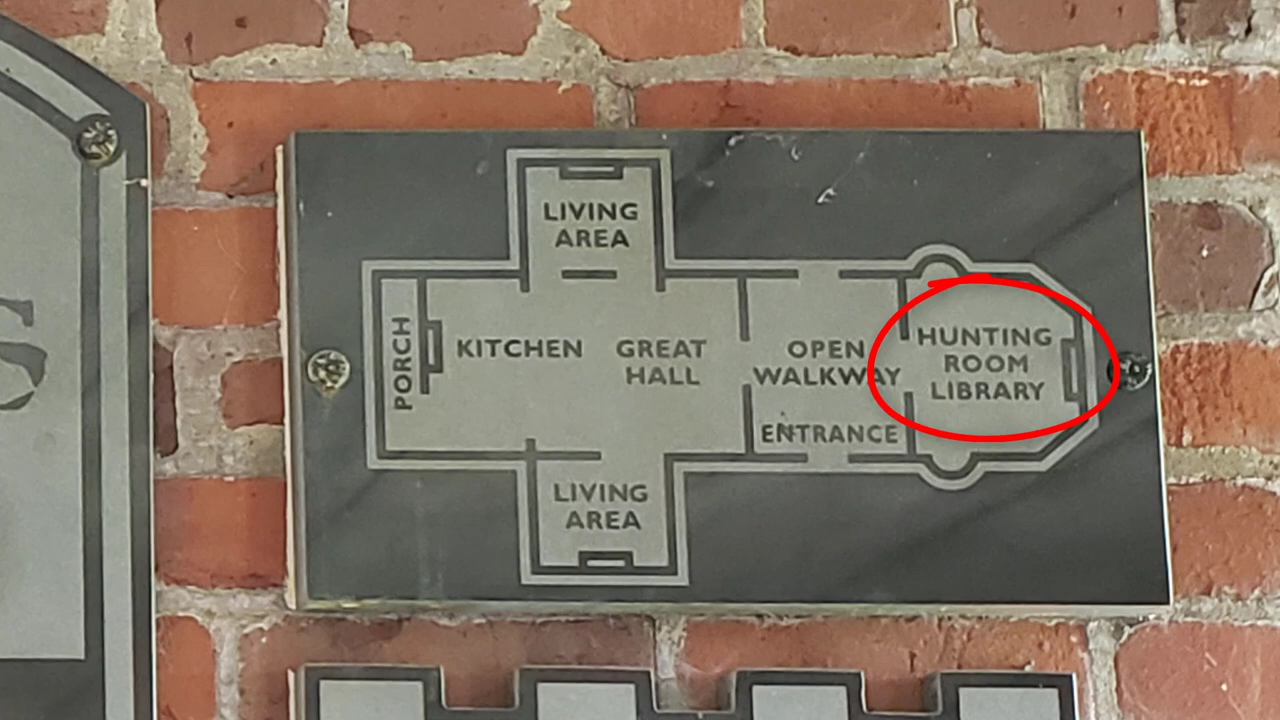 LIVING
AREA
PORCH
KITCHEN
GREAT
HALL
OPEN
WALKWAY
ENTRANCE
HUNTING
ROOM
LIBRARY
LIVING
AREA
S